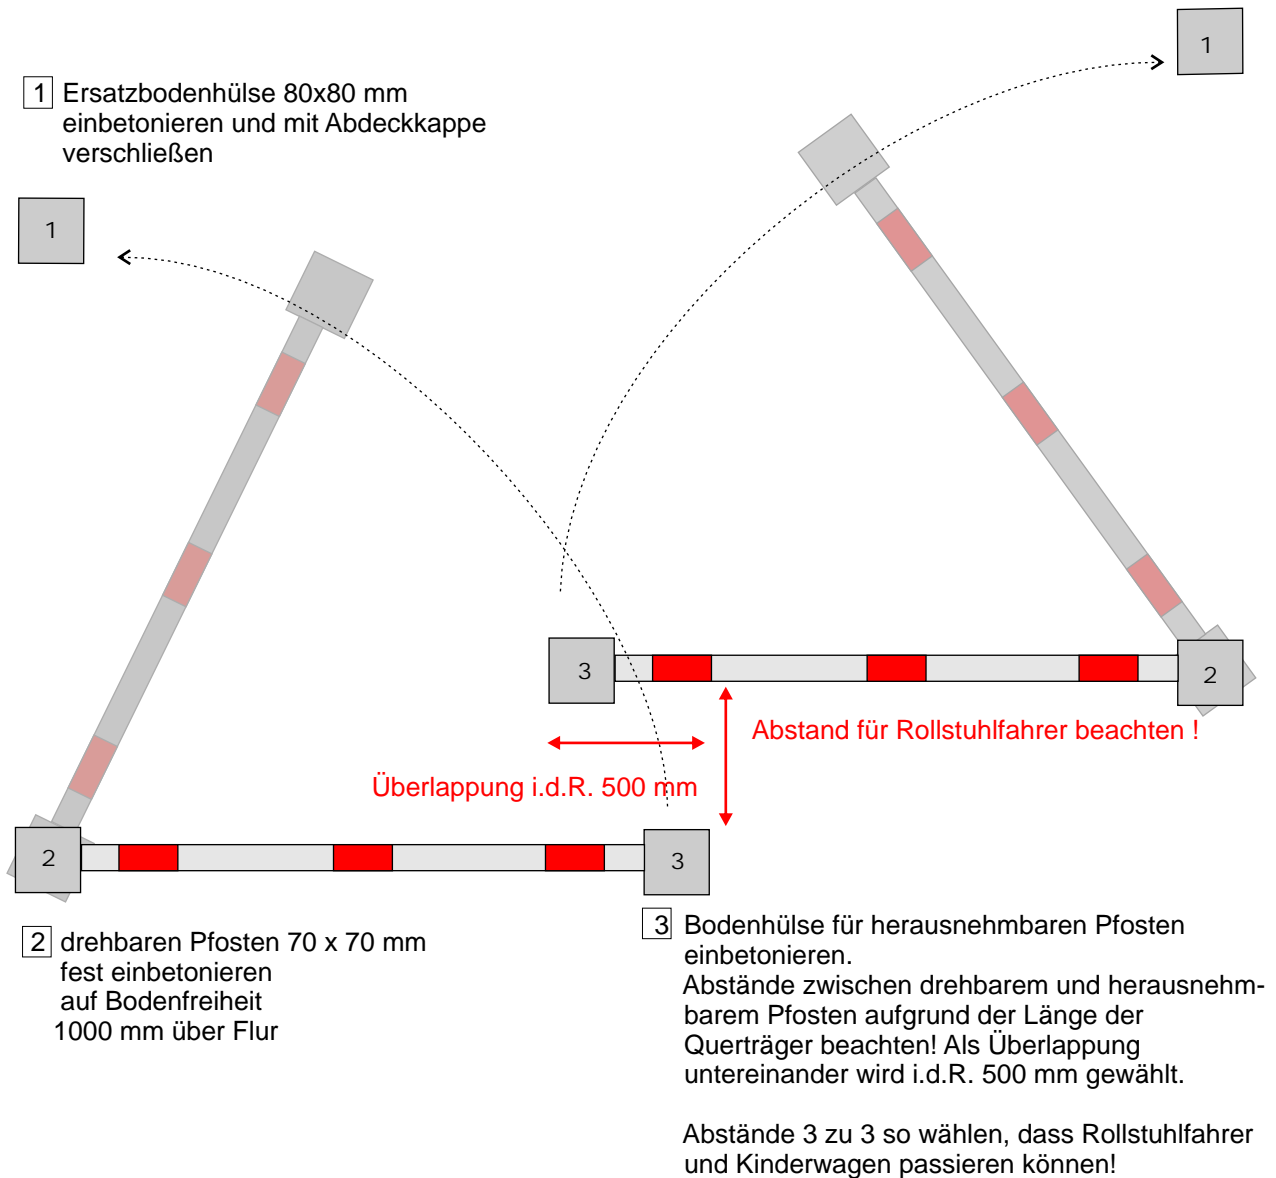 1
1 Ersatzbodenhülse 80x80 mm
einbetonieren und mit Abdeckkappe
verschließen
1
3
2
Abstand für Rollstuhlfahrer beachten !
Überlappung i.d.R. 500 mm
2
3
2 drehbaren Pfosten 70 x 70 mm
fest einbetonieren
auf Bodenfreiheit
1000 mm über Flur
3 Bodenhülse für herausnehmbaren Pfosten
einbetonieren.
Abstände zwischen drehbarem und herausnehm-
barem Pfosten aufgrund der Länge der
Querträger beachten! Als Überlappung
untereinander wird i.d.R. 500 mm gewählt.
Abstände 3 zu 3 so wählen, dass Rollstuhlfahrer
und Kinderwagen passieren können!